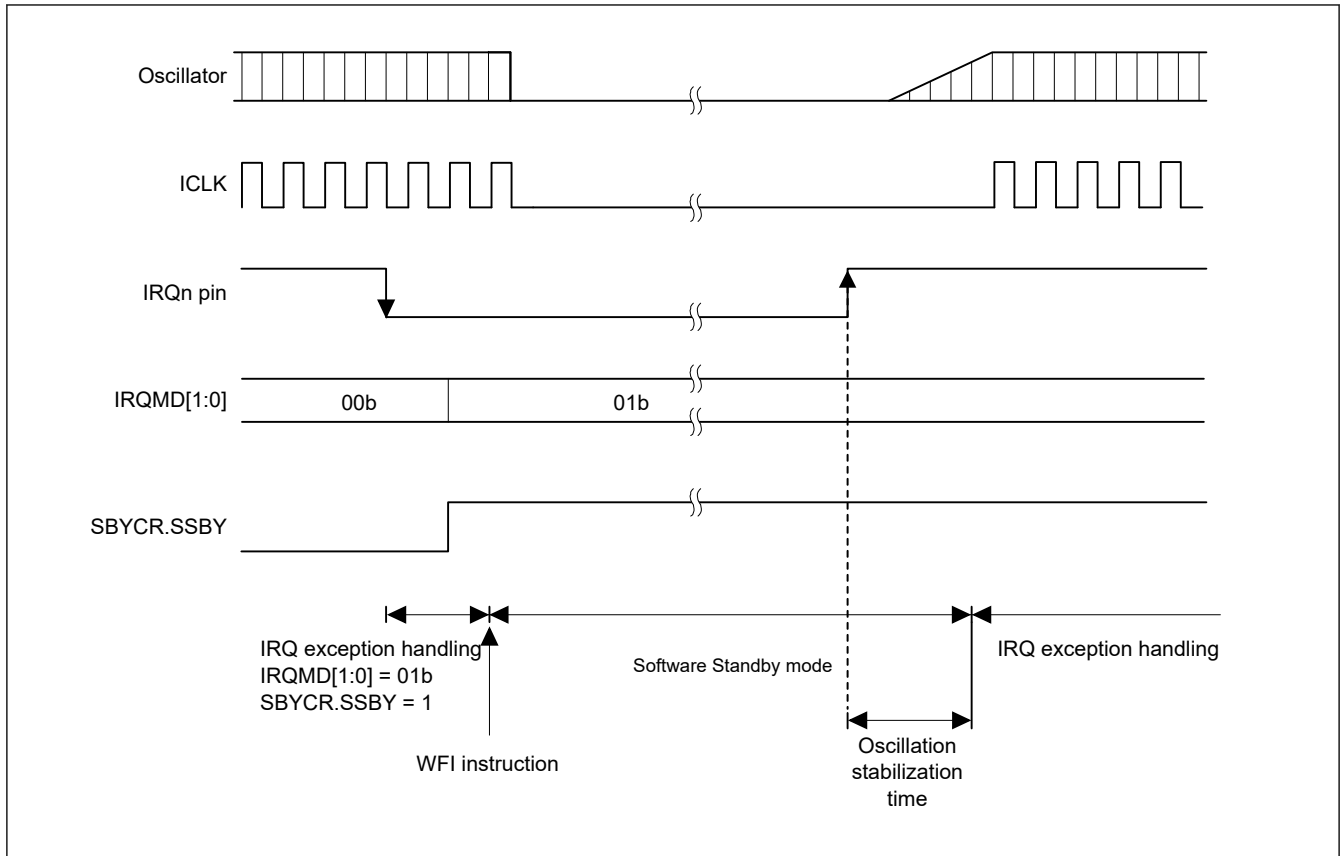 Oscillator
ICLK
IRQn pin
IRQMD[1:0]
00b
01b
SBYCR.SSBY
IRQ exception handling
IRQMD[1:0] = 01b
SBYCR.SSBY = 1
WFI instruction
Software Standby mode
IRQ exception handling
Oscillation
stabilization
time